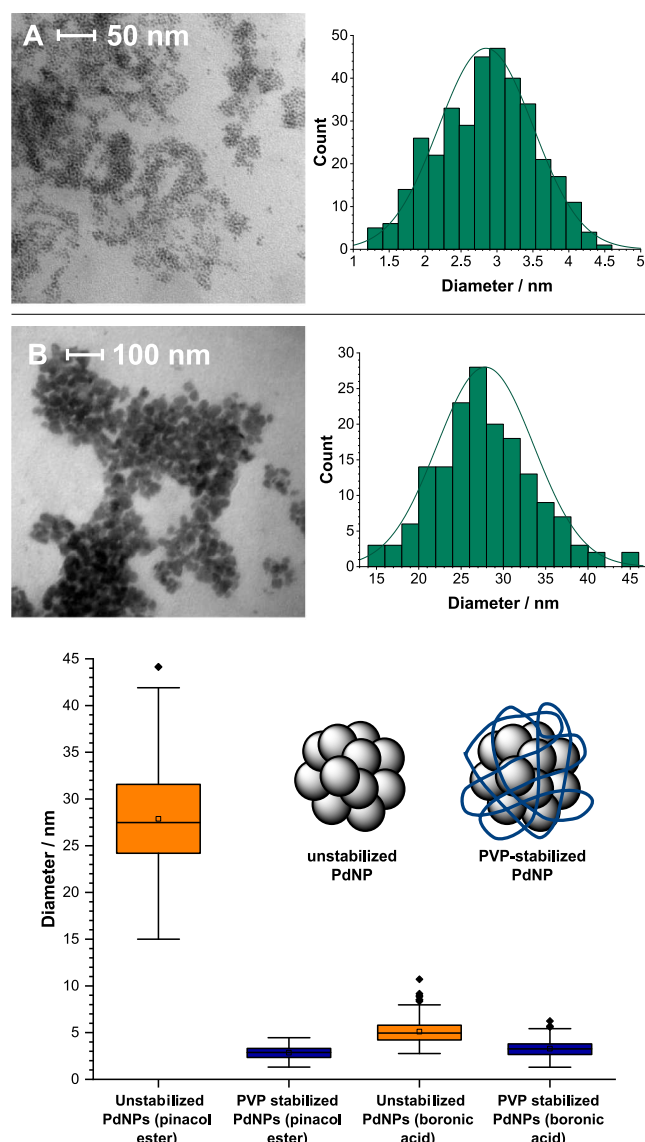 A 50 nm
50
40
30
20
10
0
Count
1 1.5 2 2.5 3 3.5 4 4.5 5
Diameter / nm
B 100 nm
30
25
20
15
10
5
0
Count
15 20 25 30 35 40 45
Diameter / nm
45
40
35
30
25
20
15
10
5
0
Diameter / nm
unstabilized
PdNP
PVP-stabilized
PdNP
Unstabilized
PdNPs (pinacol
ester)
PVP stabilized
PdNPs (pinacol
ester)
Unstabilized
PdNPs (boronic
acid)
PVP stabilized
PdNPs (boronic
acid)